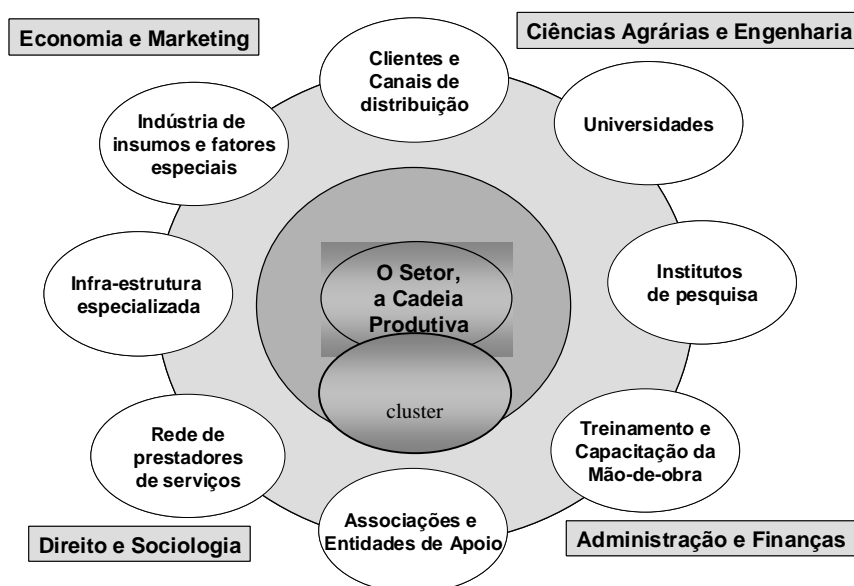 Economia e Marketing
Ciências Agrárias e Engenharia
Clientes e
Canais de
distribuição
Indústria de
insumos e fatores
especiais
Universidades
Infra-estrutura
especializada
O Setor,
a Cadeia
Produtiva
Institutos
de pesquisa
cluster
Rede de
prestadores
de serviços
Treinamento e
Capacitação da
Mão-de-obra
Associações e
Entidades de Apoio
Direito e Sociologia
Administração e Finanças